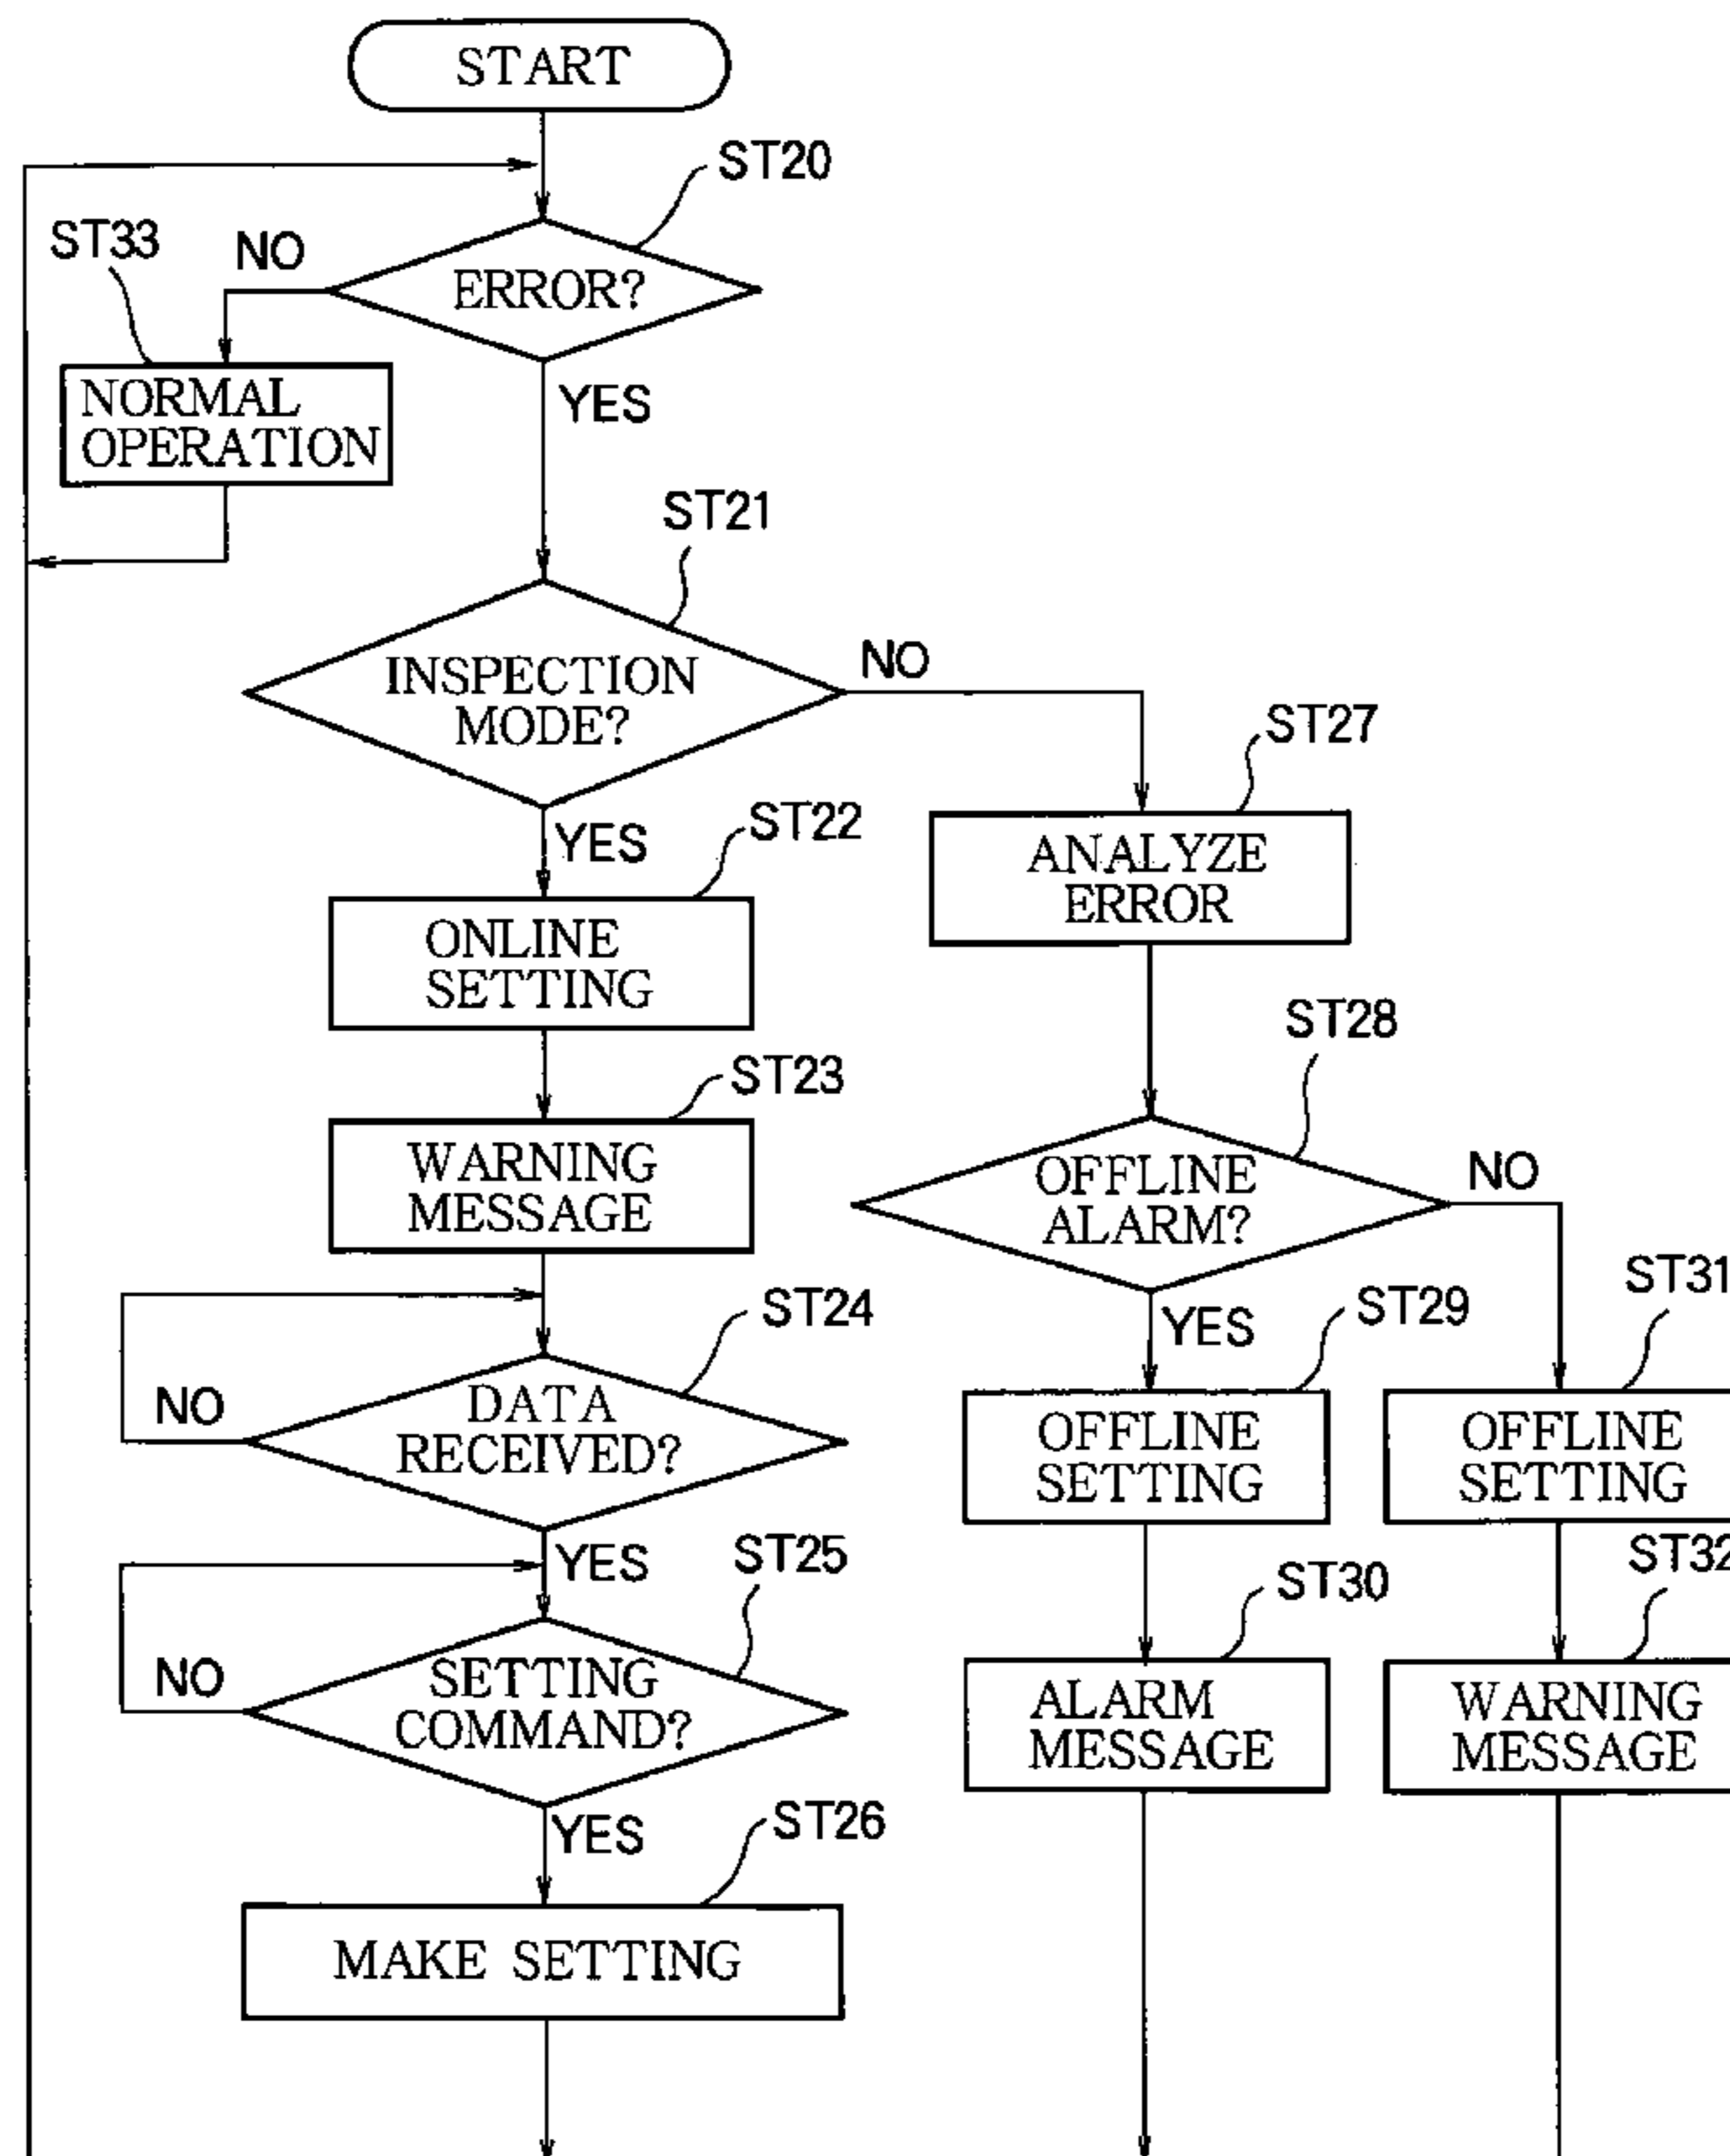 START
ST20
ST33
NO
ERROR?
NORMAL
OPERATION
YES
ST21
INSPECTION
MODE?
NO
ST27
YES
ST22
ANALYZE
ERROR
ONLINE
SETTING
ST28
ST23
WARNING
MESSAGE
OFFLINE
ALARM?
NO
ST24
YES
ST29
ST31
DATA
RECEIVED?
NO
OFFLINE
SETTING
OFFLINE
SETTING
YES
ST25
ST30
ST32
NO
SETTING
COMMAND?
ALARM
MESSAGE
WARNING
MESSAGE
YES
ST26
MAKE SETTING